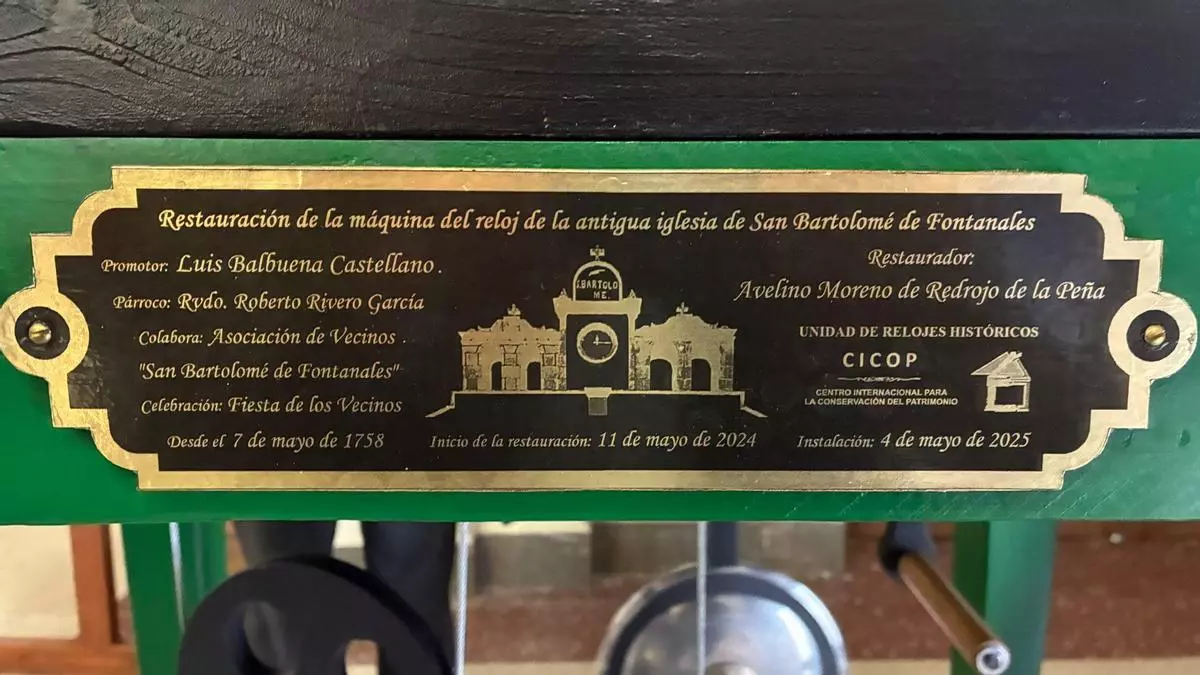 Restauración de la máquina del reloj de la antigua iglesia de San Bartolomé de Fontanales
Promotor: Luis Balbuena Castellano.
Párroco: Rvdo. Roberto Rivero García
Colabora: Asociación de Vecinos.
"San Bartolomé de Fontanales"
Celebración: Fiesta de los Vecinos
Desde el 7 de mayo de 1758
S.BARTOLO
ME.
Inicio de la restauración: 11 de mayo de 2024
Restaurador:
Avelino Moreno de Redrojo de la Peña
UNIDAD DE RELOJES HISTÓRICOS
CICOP
CENTRO INTERNACIONAL PARA
LA CONSERVACIÓN DEL PATRIMONIO
Instalación: 4 de mayo de 2025